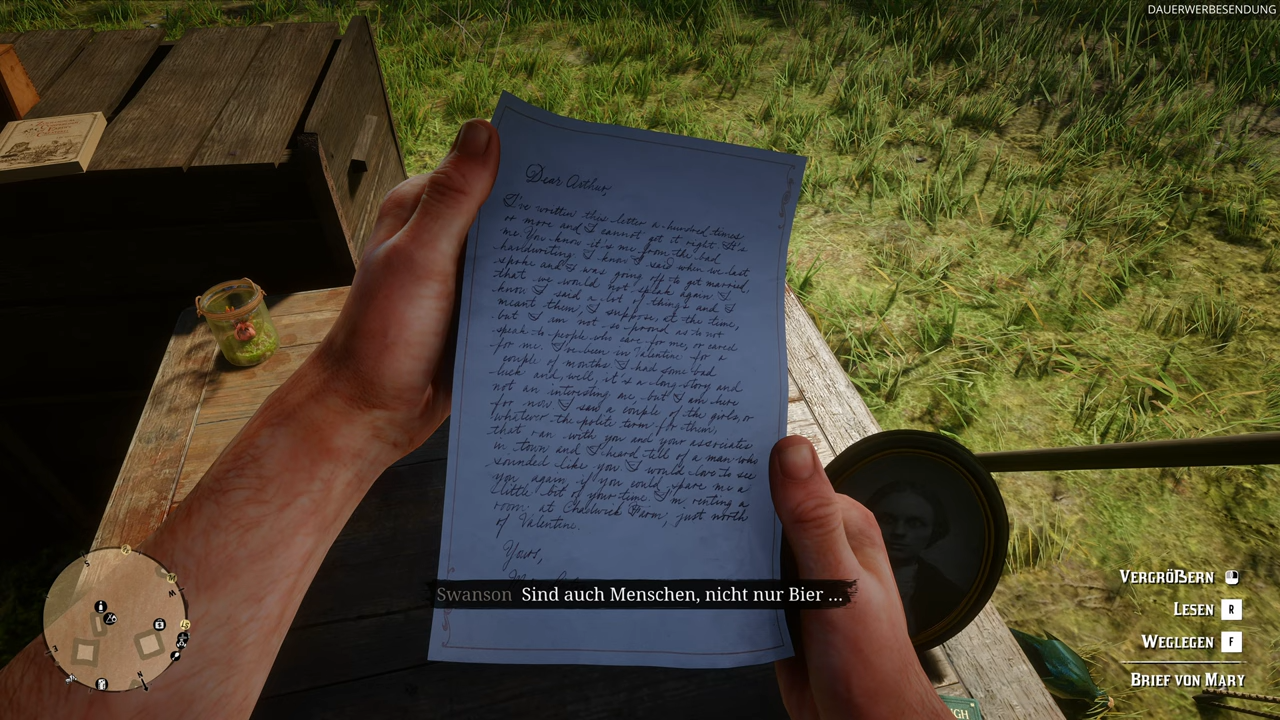 DAUERWERBESENDUNG
Dear Arthur,
I've written this letter a hundred times
or more and I cannot get it right. It's
me. You know it's me from the bad
handwriting. I know I said when we last
spoke and I was going off to get married,
that we would not speak again. I
know I said a lot of things and I
meant them, I suppose, at the time,
but I am not so proud as to not
speak to people who care for me, or cared
for me. I've been in Valentine for a
couple of months. I had some bad
luck and, well, it's a long story and
not an interesting one, but I am here
for now. I saw a couple of the girls, or
whatever the polite term for them,
that ran with you and your associates
in town and I heard tell of a man who
sounded like you. I would love to see
you again, if you could spare me a
little bit of your time. I'm renting a
room at Chadwick Farm, just north
of Valentine.
Yours,
Swanson Sind auch Menschen, nicht nur Bier ...
VERGRÖẞERN
LESEN R
WEGLEGEN F
BRIEF VON MARY